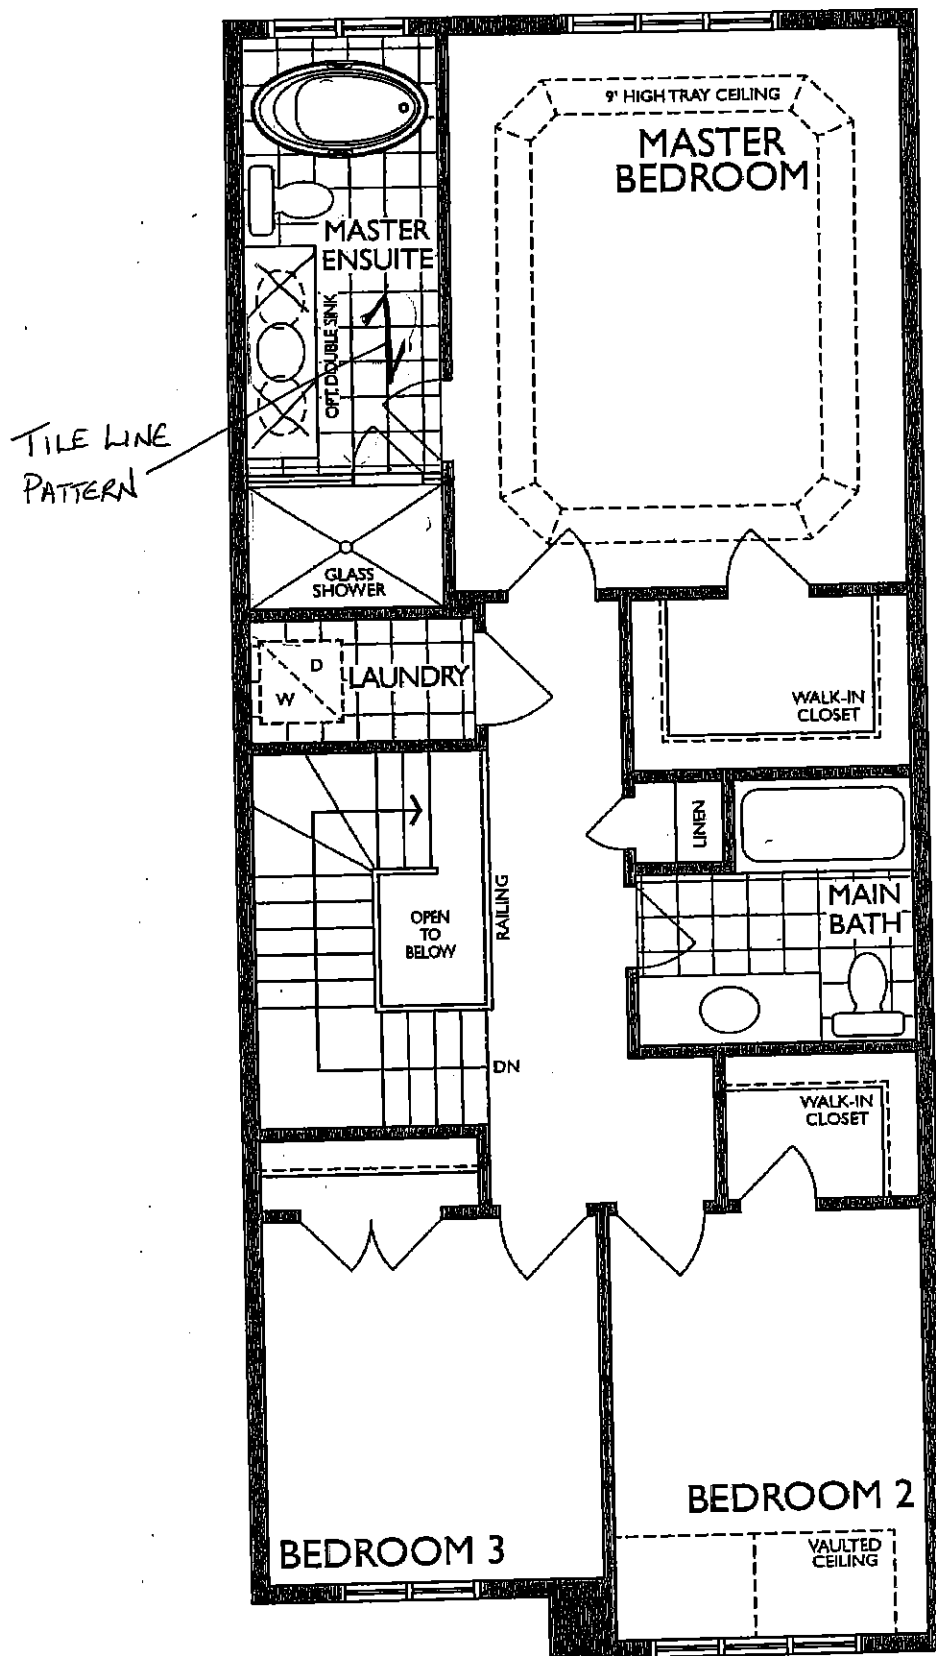 9' HIGH TRAY CEILING
MASTER
BEDROOM
MASTER
ENSUITE
OPT. DOUBLE SINK
TILE LINE
PATTERN
GLASS
SHOWER
D
W
LAUNDRY
WALK-IN
CLOSET
LINEN
MAIN
BATH
OPEN
TO
BELOW
RAILING
DN
WALK-IN
CLOSET
BEDROOM 2
VAULTED
CEILING
BEDROOM 3